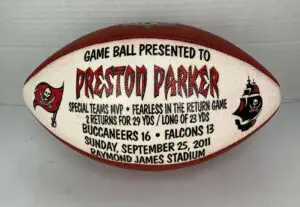 GAME BALL PRESENTED TO
PRESTON PARKER
SPECIAL TEAMS MVP • FEARLESS IN THE RETURN GAME
2 RETURNS FOR 29 YDS / LONG OF 23 YDS
BUCCANEERS 16 • FALCONS 13
SUNDAY, SEPTEMBER 25, 2011
RAYMOND JAMES STADIUM